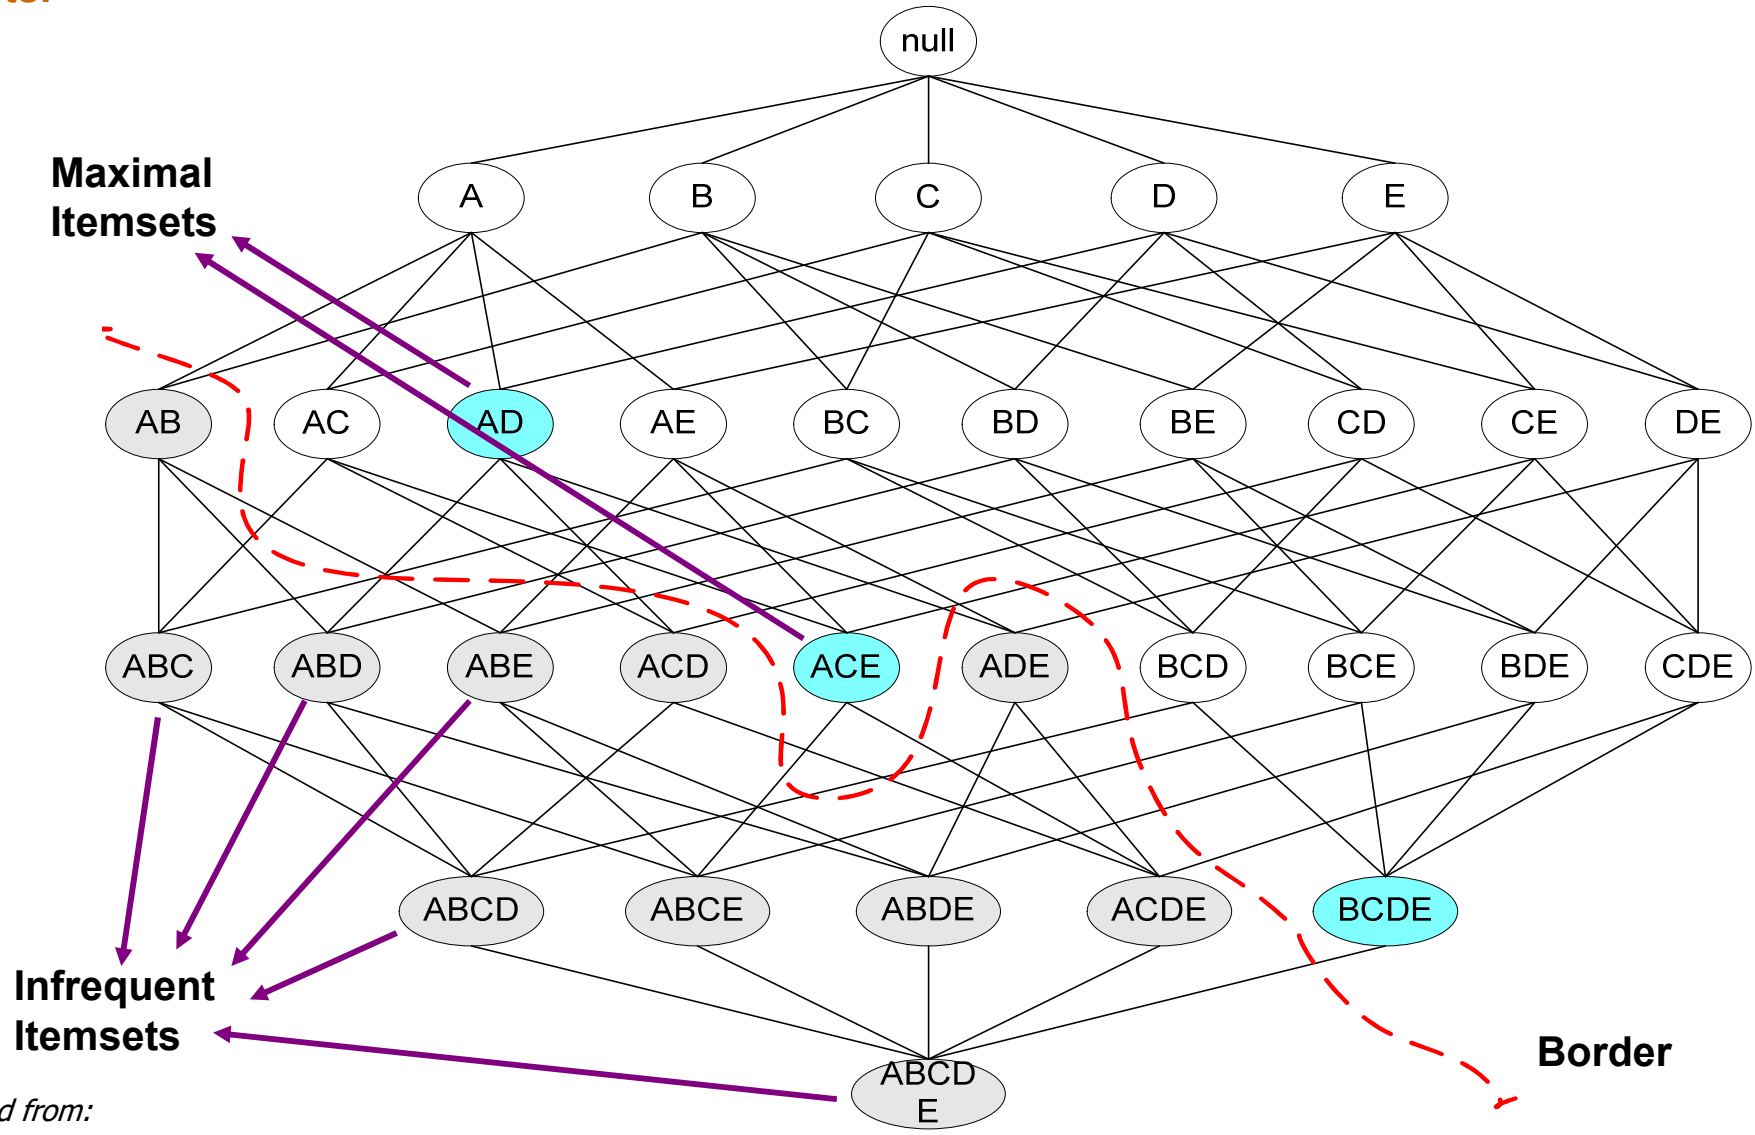 null
Maximal
Itemsets
A B C D E
AB AC AD AE BC BD BE CD CE DE
ABC ABD ABE ACD ACE ADE BCD BCE BDE CDE
ABCD ABCE ABDE ACDE BCDE
Infrequent
Itemsets
Border
ABCD
E
from: